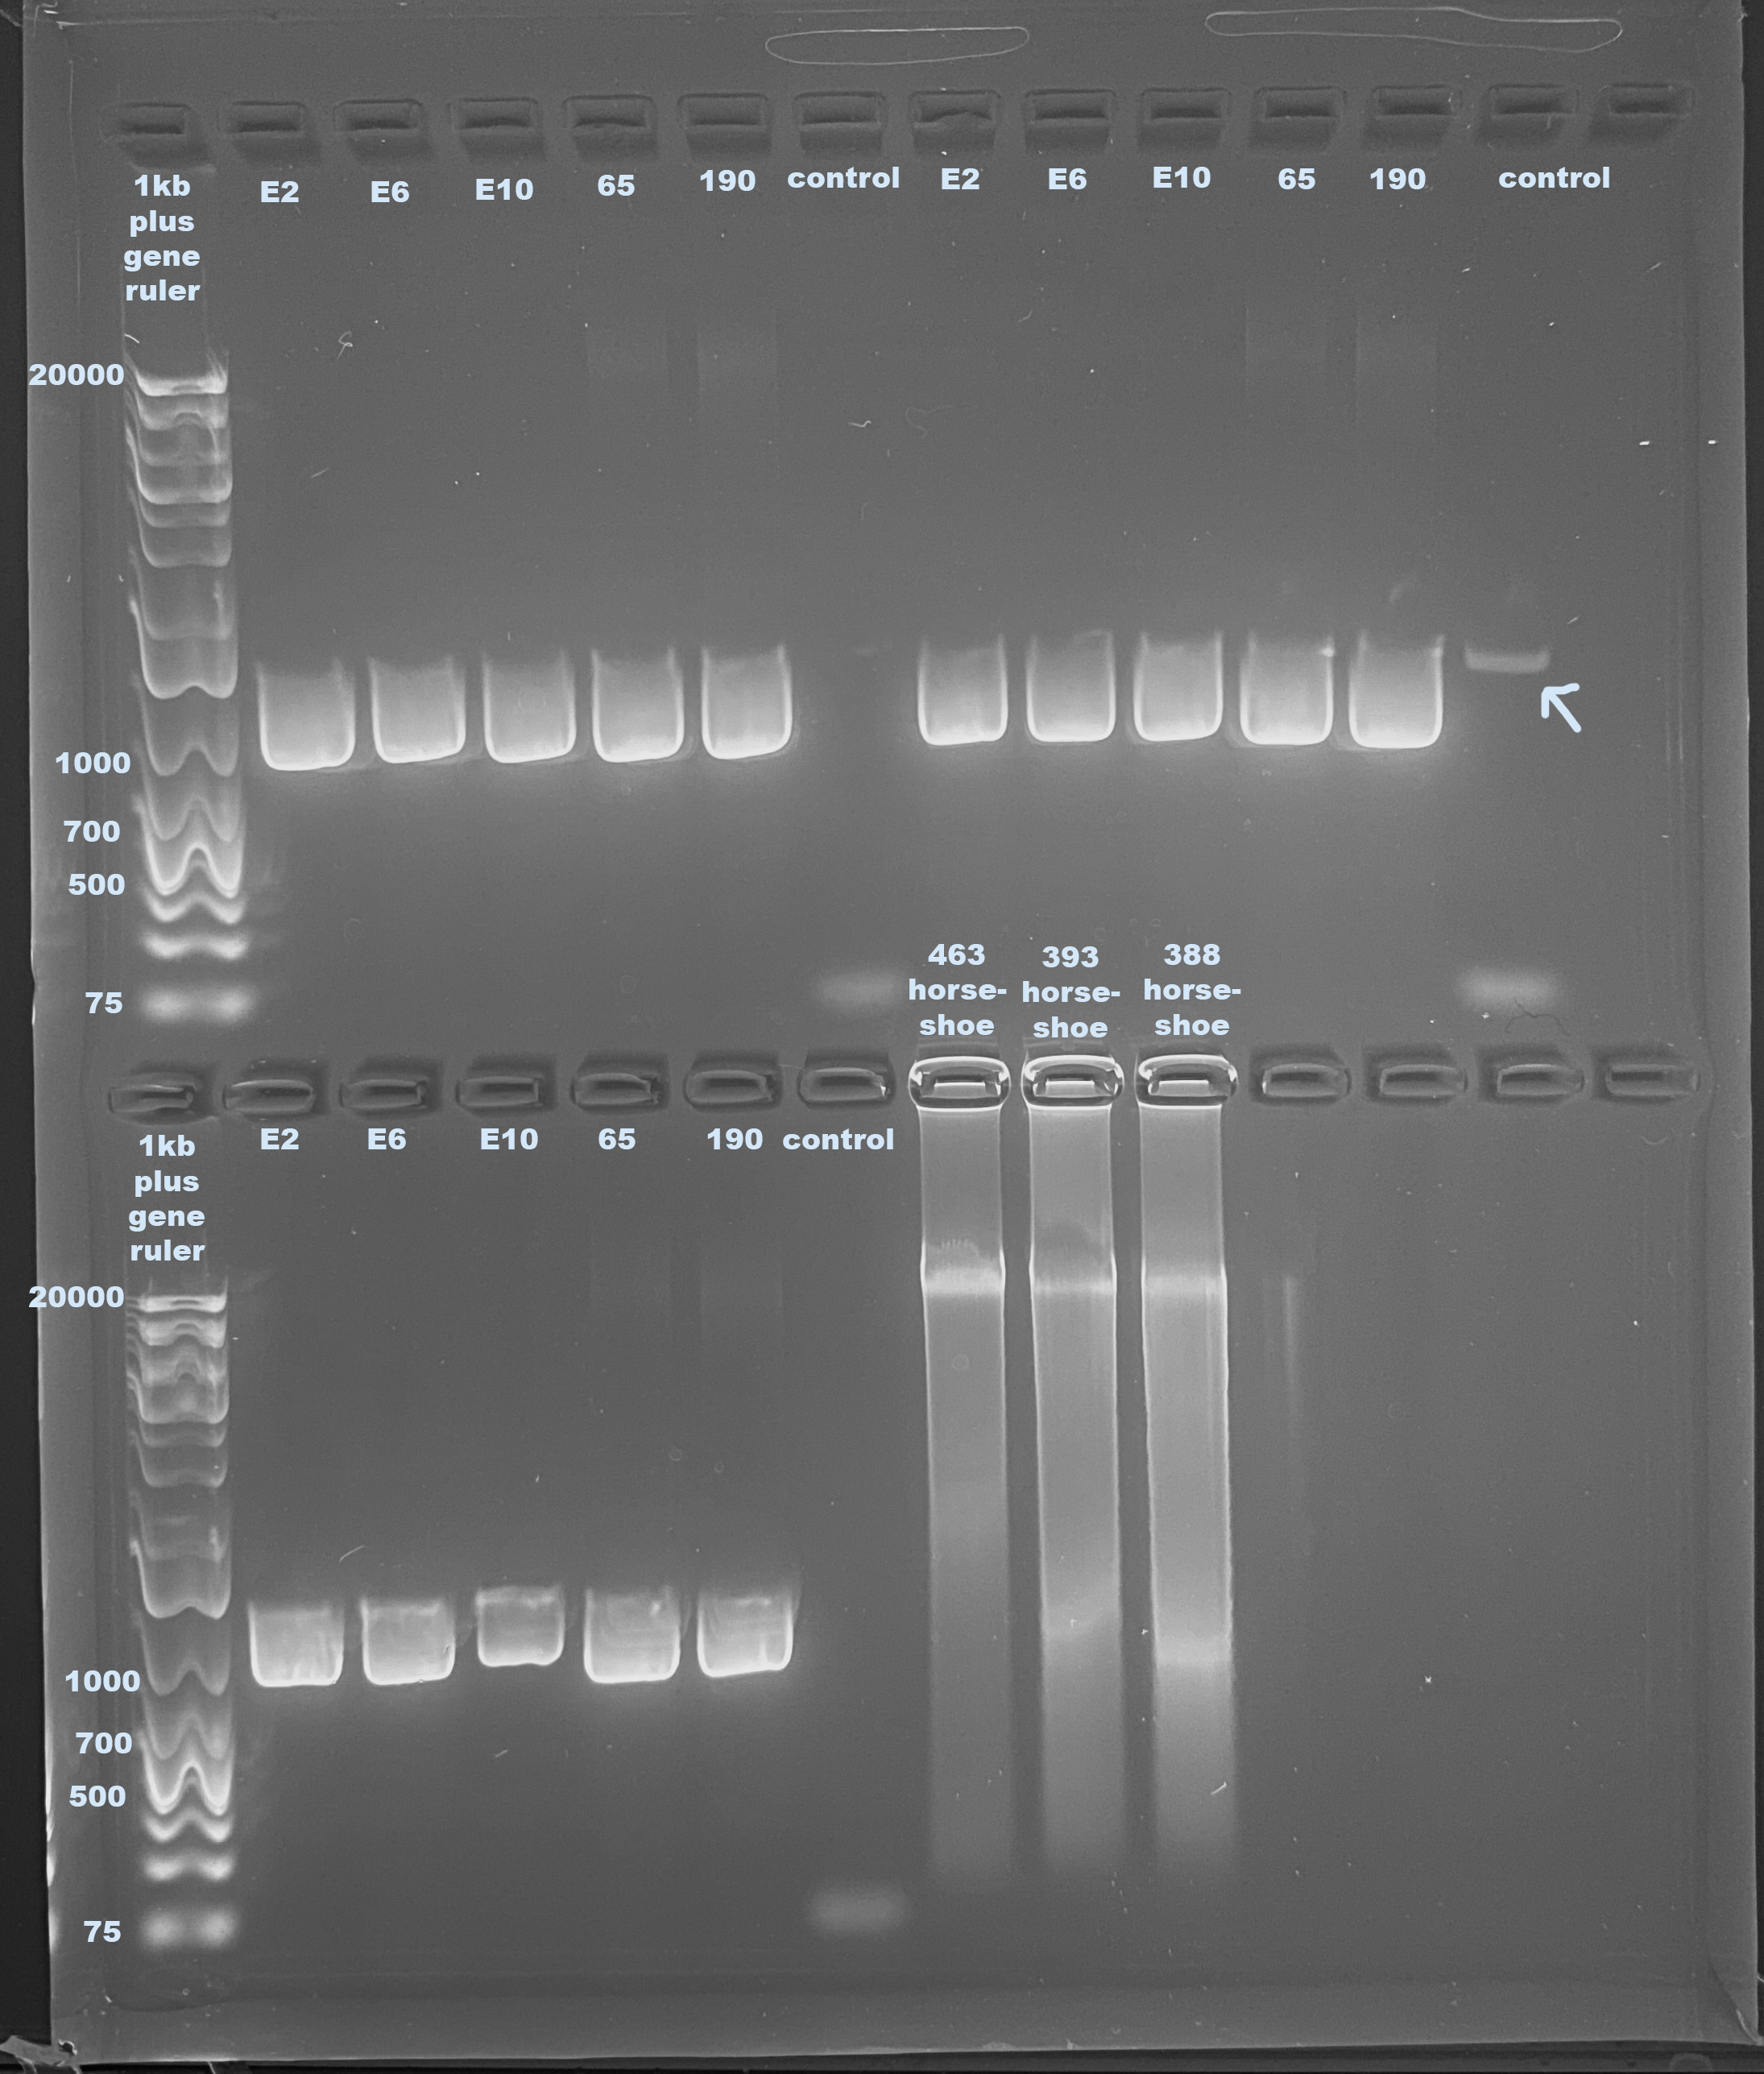 1kb
plus
gene
ruler
E2
E6
E10
65
190
control
E2
E6
E10
65
190
control
20000
1000
700
500
75
463
horse-
shoe
393
horse-
shoe
388
horse-
shoe
1kb
plus
gene
ruler
E2
E6
E10
65
190
control
20000
1000
700
500
75